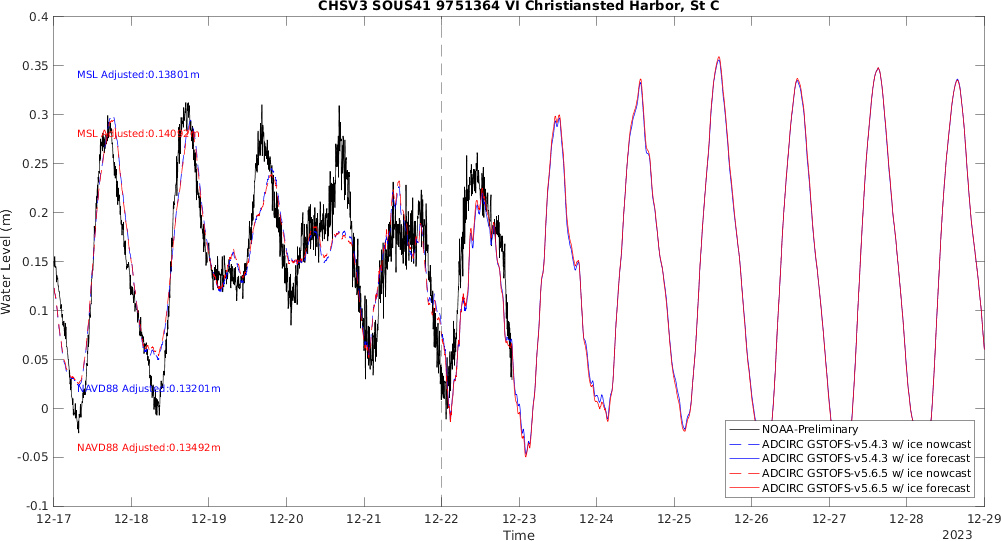 CHSV3 SOUS41 9751364 VI Christiansted Harbor, St C
0.4
0.35
0.3
0.25
0.2
0.15
0.1
0.05
0
-0.05
-0.1
Water Level (m)
MSL Adjusted:0.13801m
MSL Adjusted:0.14092m
NAVD88 Adjusted:0.13201m
NAVD88 Adjusted:0.13492m
NOAA-Preliminary
ADCIRC GSTOFS-v5.4.3 w/ ice nowcast
ADCIRC GSTOFS-v5.4.3 w/ ice forecast
ADCIRC GSTOFS-v5.6.5 w/ ice nowcast
ADCIRC GSTOFS-v5.6.5 w/ ice forecast
12-17 12-18 12-19 12-20 12-21 12-22 12-23 12-24 12-25 12-26 12-27 12-28 12-29
Time
2023